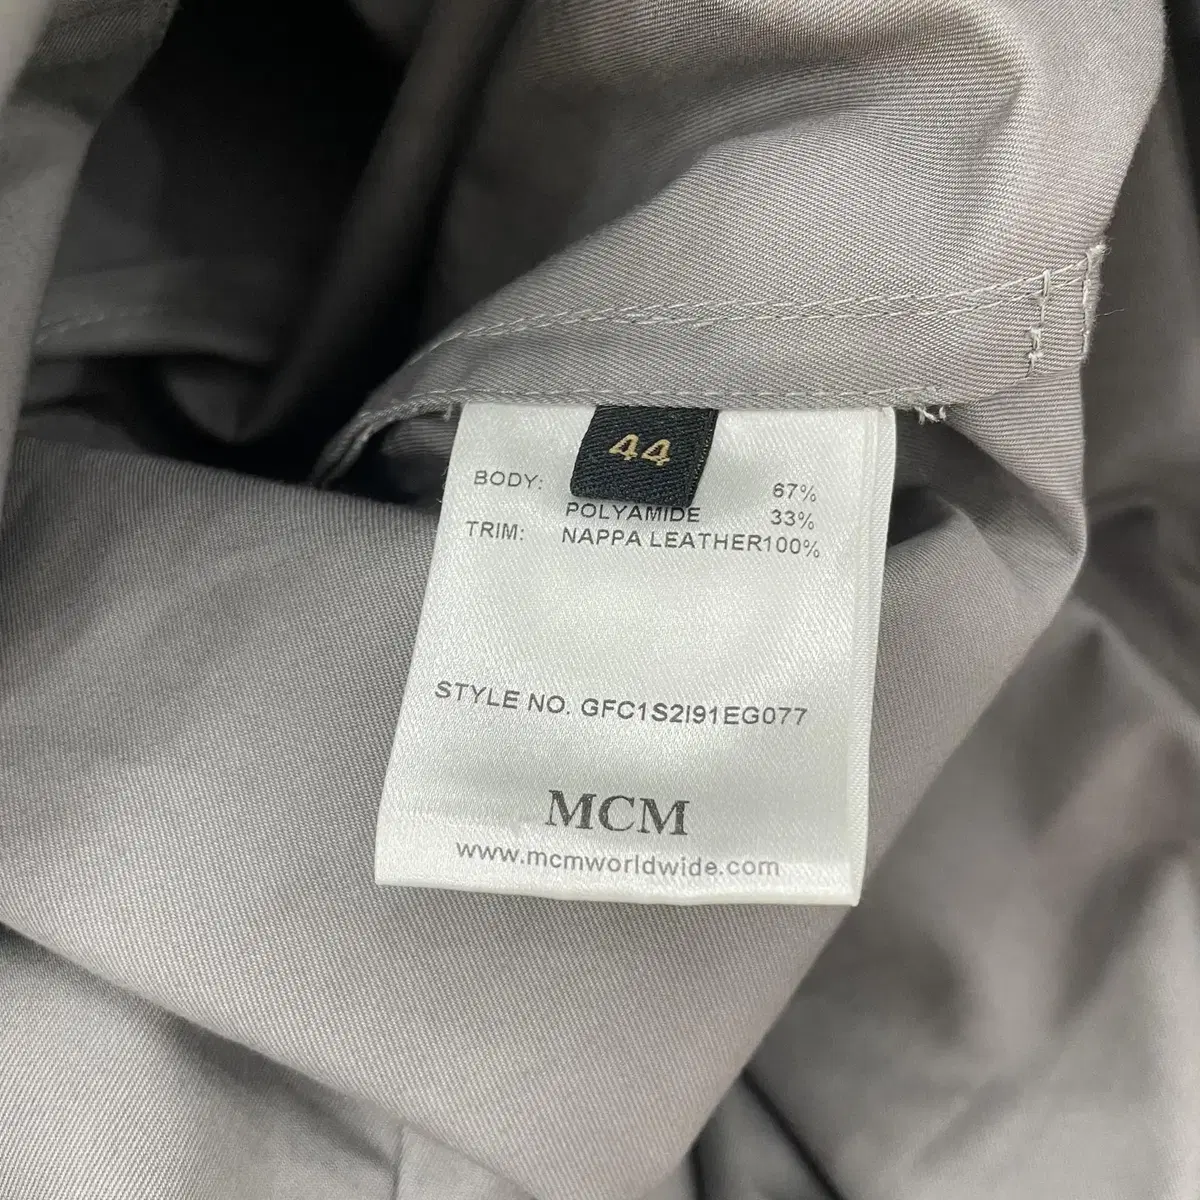 44
BODY: 67%
POLYAMIDE 33%
TRIM: NAPPA LEATHER100%
STYLE NO. GFC1S2I91EG077
MCM
www.mcmworldwide.com